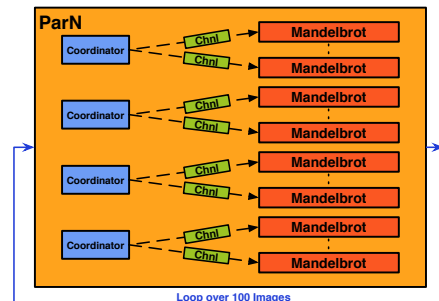 ParN
Chnl
Mandelbrot
Coordinator
Chnl
Mandelbrot
Chnl
Mandelbrot
Coordinator
Chnl
Mandelbrot
Chnl
Mandelbrot
Coordinator
Chnl
Mandelbrot
Chnl
Mandelbrot
Coordinator
Chnl
Mandelbrot
Loop over 100 Images